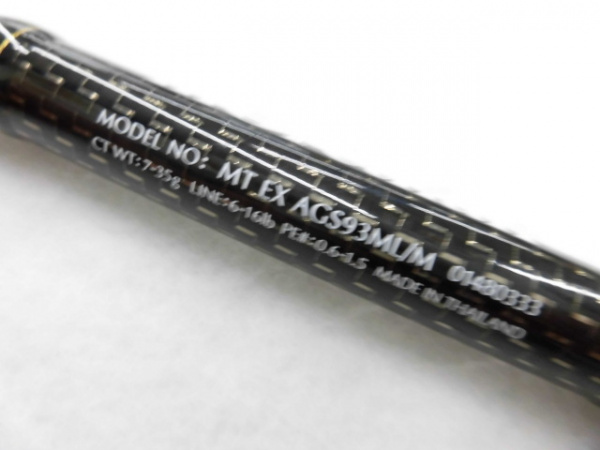 MODEL NO: MT EX AGS93ML/M 01480333
CT WT:7-35g LINE:6-16lb PE#:0.6-1.5 MADE IN THAILAND